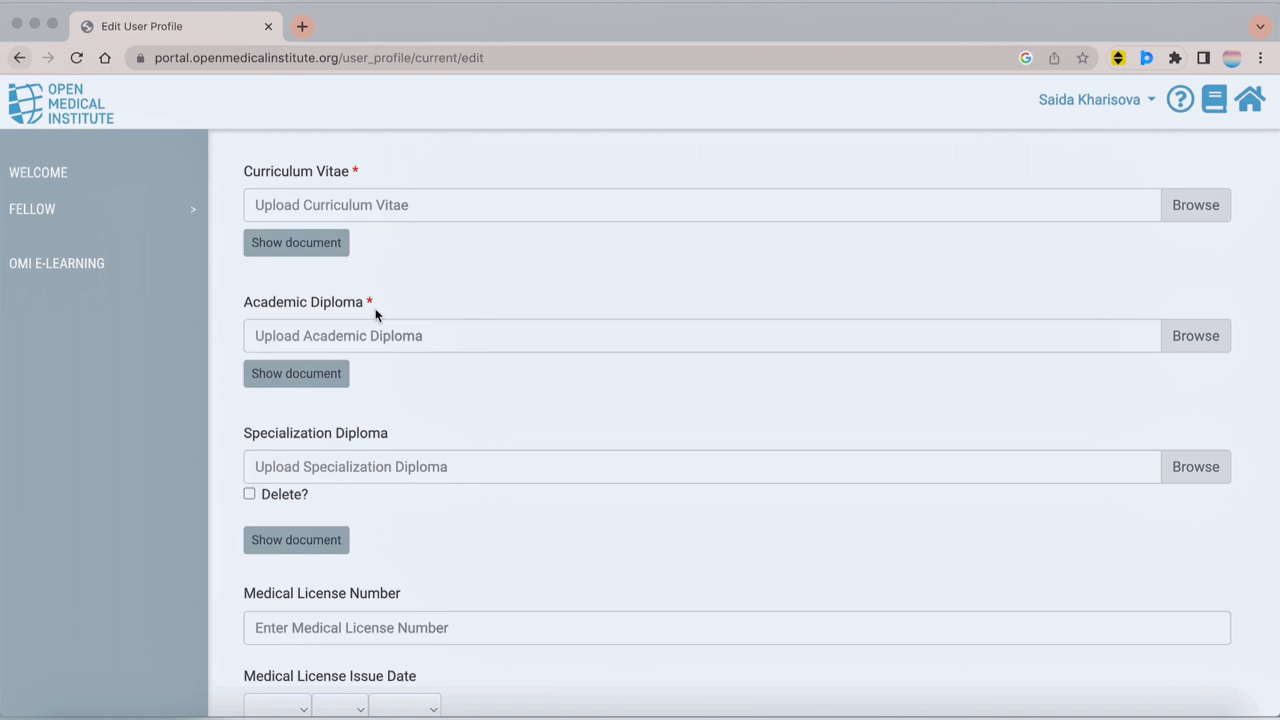 Edit User Profile
portal.openmedicalinstitute.org/user_profile/current/edit
OPEN
MEDICAL
INSTITUTE
Saida Kharisova
WELCOME
FELLOW >
OMI E-LEARNING
Curriculum Vitae *
Upload Curriculum Vitae Browse
Show document
Academic Diploma *
Upload Academic Diploma Browse
Show document
Specialization Diploma
Upload Specialization Diploma Browse
Delete?
Show document
Medical License Number
Enter Medical License Number
Medical License Issue Date